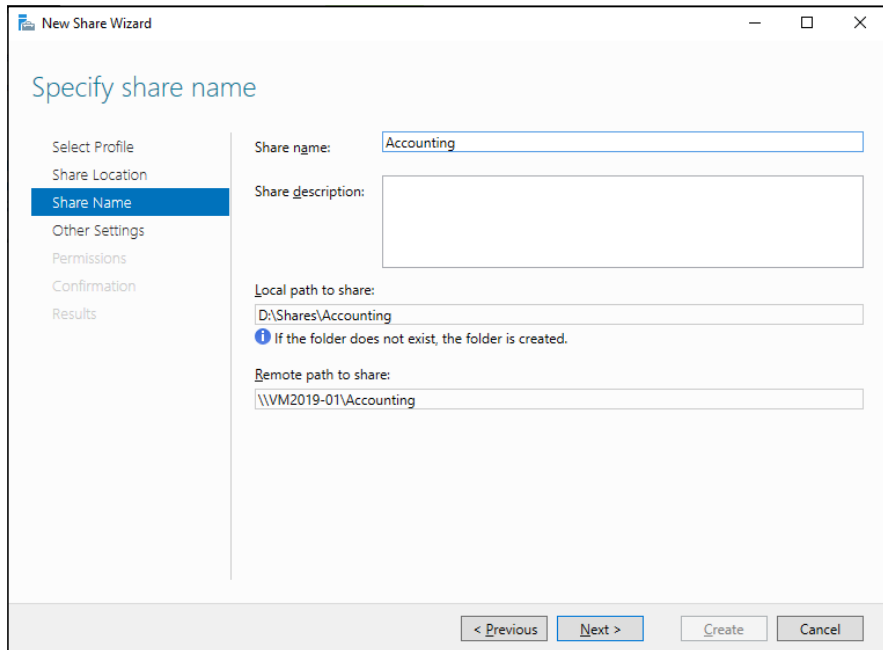 New Share Wizard
Specify share name
Select Profile
Share Location
Share Name
Other Settings
Permissions
Confirmation
Results
Share name: Accounting
Share description:
Local path to share:
D:\Shares\Accounting
If the folder does not exist, the folder is created.
Remote path to share:
\\VM2019-01\Accounting
< Previous Next > Create Cancel